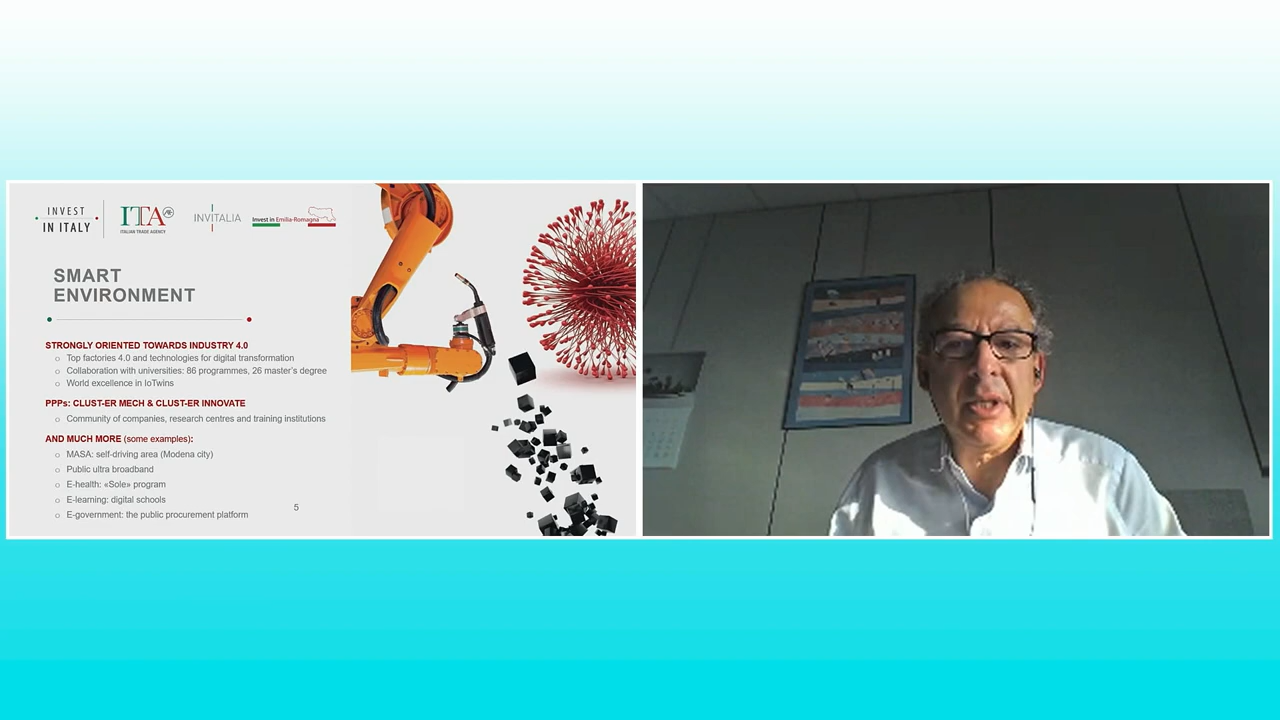 INVEST
IN ITALY
ITA
ITALIAN TRADE AGENCY
INVITALIA
Invest in Emilia-Romagna
SMART
ENVIRONMENT
STRONGLY ORIENTED TOWARDS INDUSTRY 4.0
o Top factories 4.0 and technologies for digital transformation
o Collaboration with universities: 86 programmes, 26 master's degree
o World excellence in IoTwins
PPPs: CLUST-ER MECH & CLUST-ER INNOVATE
o Community of companies, research centres and training institutions
AND MUCH MORE (some examples):
o MASA: self-driving area (Modena city)
o Public ultra broadband
o E-health: «Sole» program
o E-learning: digital schools
o E-government: the public procurement platform
5